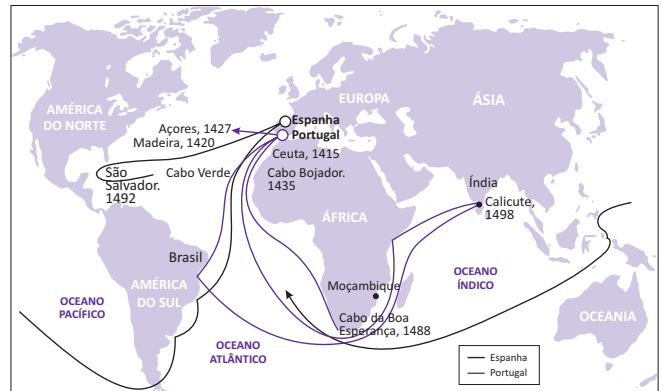 AMÉRICA
DO NORTE
EUROPA
ÁSIA
Açores, 1427
Madeira, 1420
Espanha
Portugal
Ceuta, 1415
Cabo Bojador.
1435
São
Salvador.
1492
Cabo Verde
Índia
Calicute,
1498
ÁFRICA
Brasil
AMÉRICA
DO SUL
OCEANO
PACÍFICO
OCEANO
ATLÂNTICO
Moçambique
Cabo da Boa
Esperança, 1488
OCEANO
ÍNDICO
OCEANIA
Espanha
Portugal